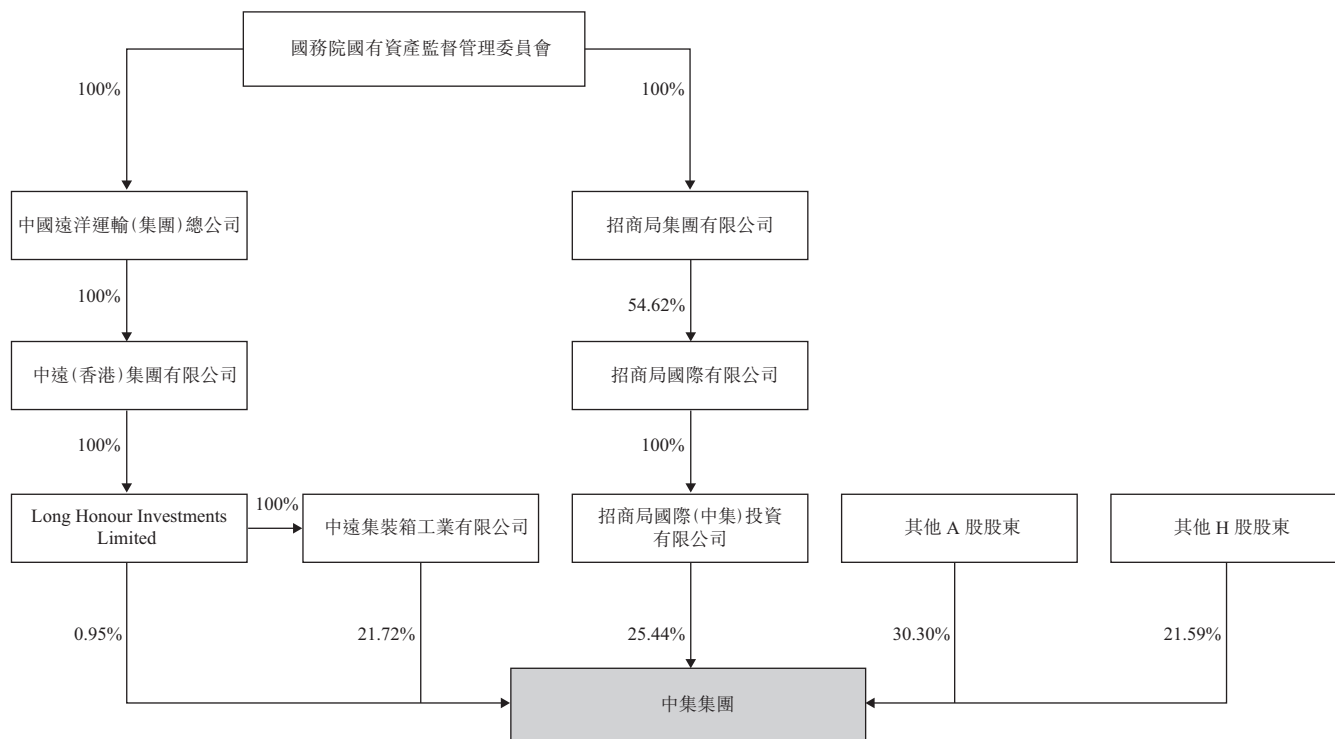 國務院國有資產監督管理委員會
100%
100%
中國遠洋運輸(集團)總公司
招商局集團有限公司
100%
54.62%
中遠(香港)集團有限公司
招商局國際有限公司
100%
100%
Long Honour Investments
Limited
100%
中遠集裝箱工業有限公司
招商局國際(中集)投資
有限公司
其他 A 股股東
其他 H 股股東
0.95%
21.72%
25.44%
30.30%
21.59%
中集集團